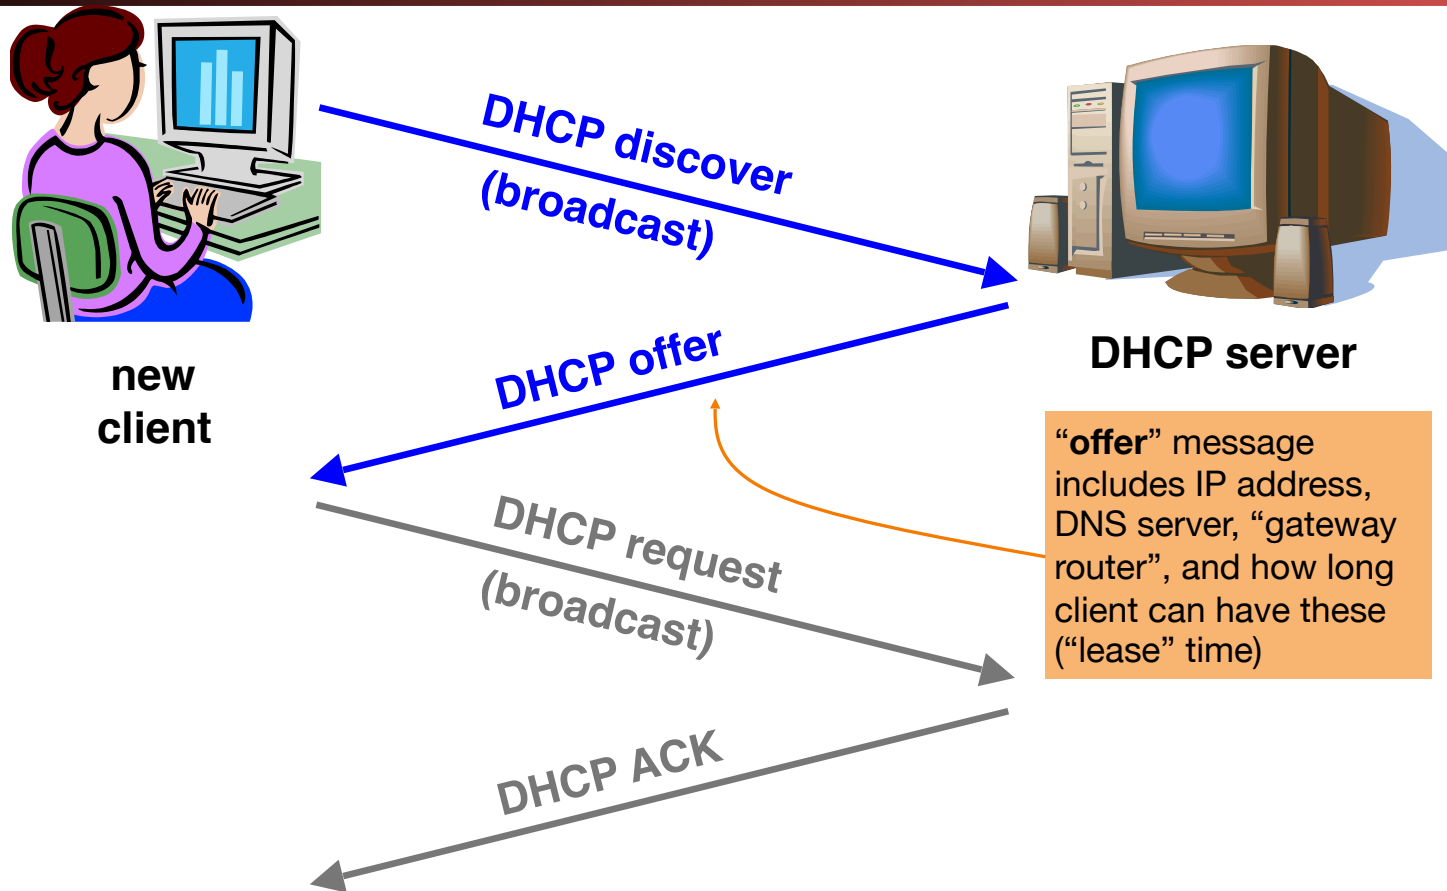 DHCP discover
(broadcast)
DHCP offer
new
client
DHCP server
“offer” message
includes IP address,
DNS server, “gateway
router”, and how long
client can have these
(“lease” time)
DHCP request
(broadcast)
DHCP ACK